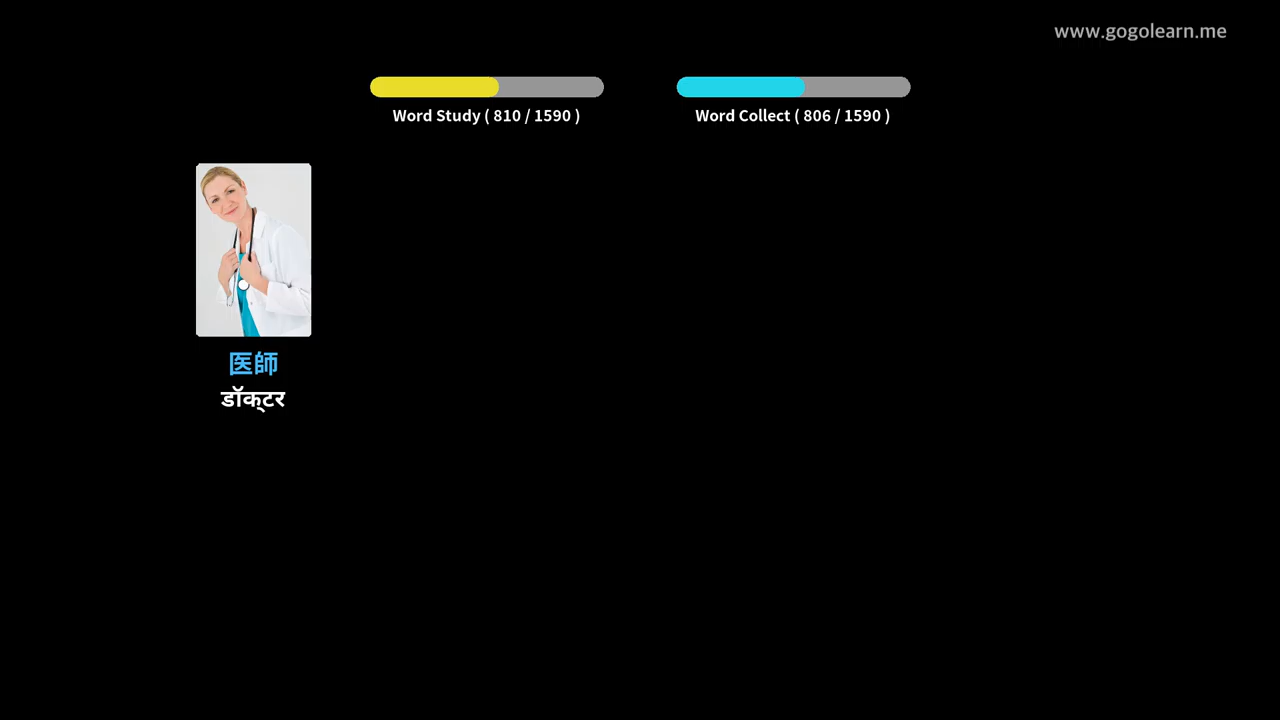 www.gogolearn.me
Word Study ( 810 / 1590 )
Word Collect ( 806 / 1590 )
医師
डॉक्टर